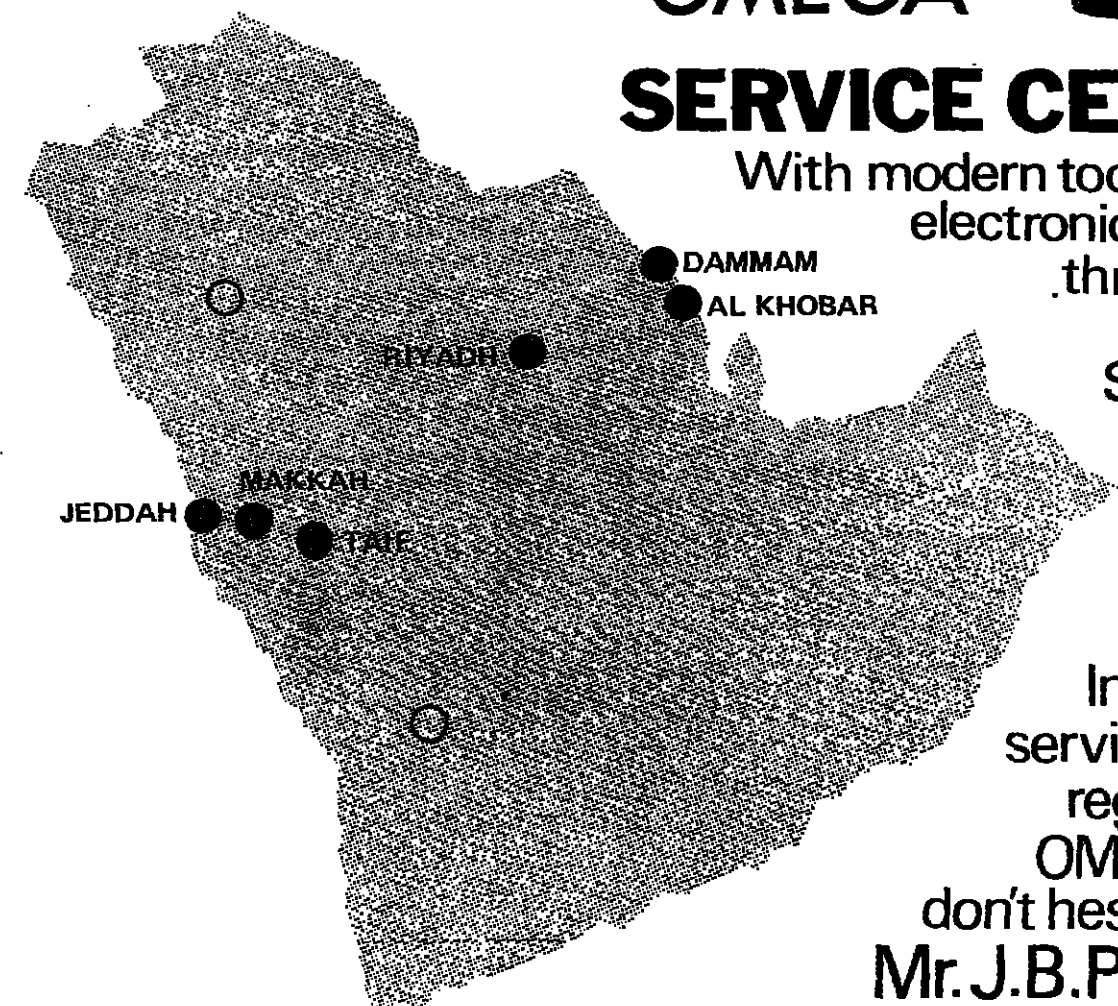 OMEGA
SERVICE CE
With modern too
electronic
.thr
DAMMAM
AL KHOBAR
RIYADH
S
MAKKAH
JEDDAH
TAIF
In
servi
reg
OM
don't hes
Mr. J.B.P